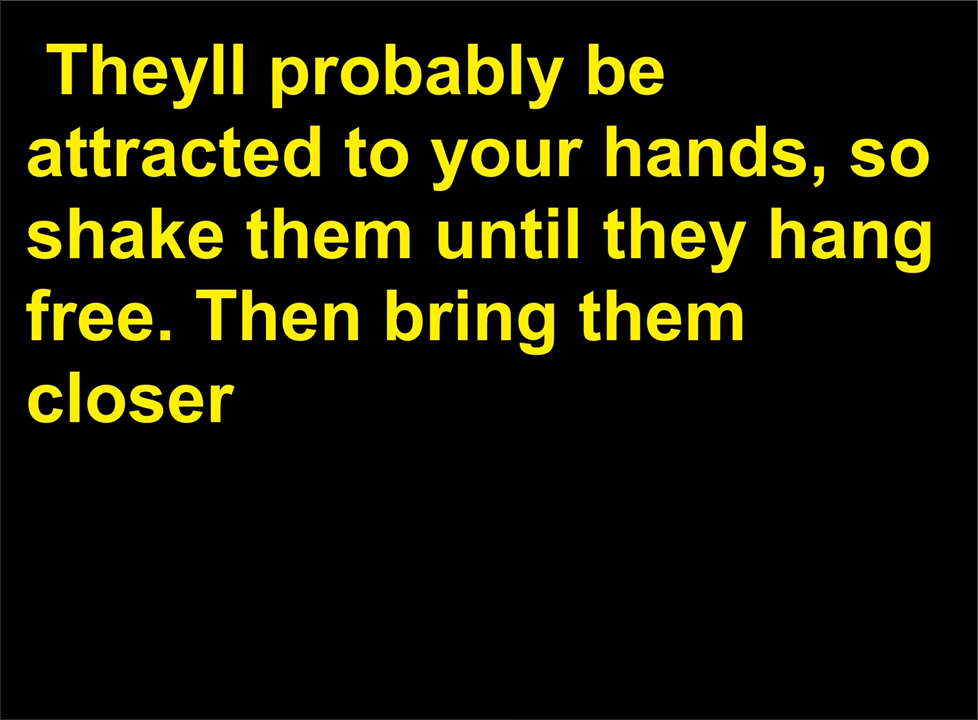 Theyll probably be
attracted to your hands, so
shake them until they hang
free. Then bring them
closer